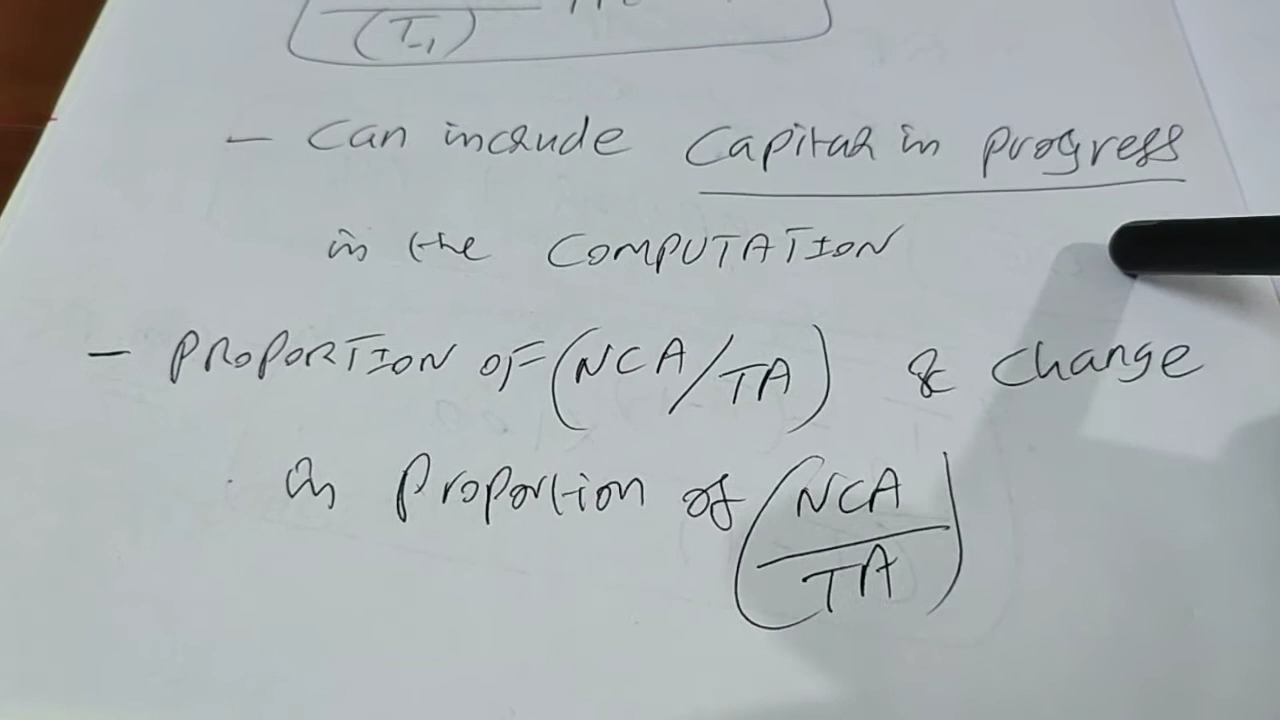 (T-1)
- Can include Capital in progress
in the COMPUTATION
- PROPORTION OF (NCA/TA) & Change
in Proportion of (NCA
TA)